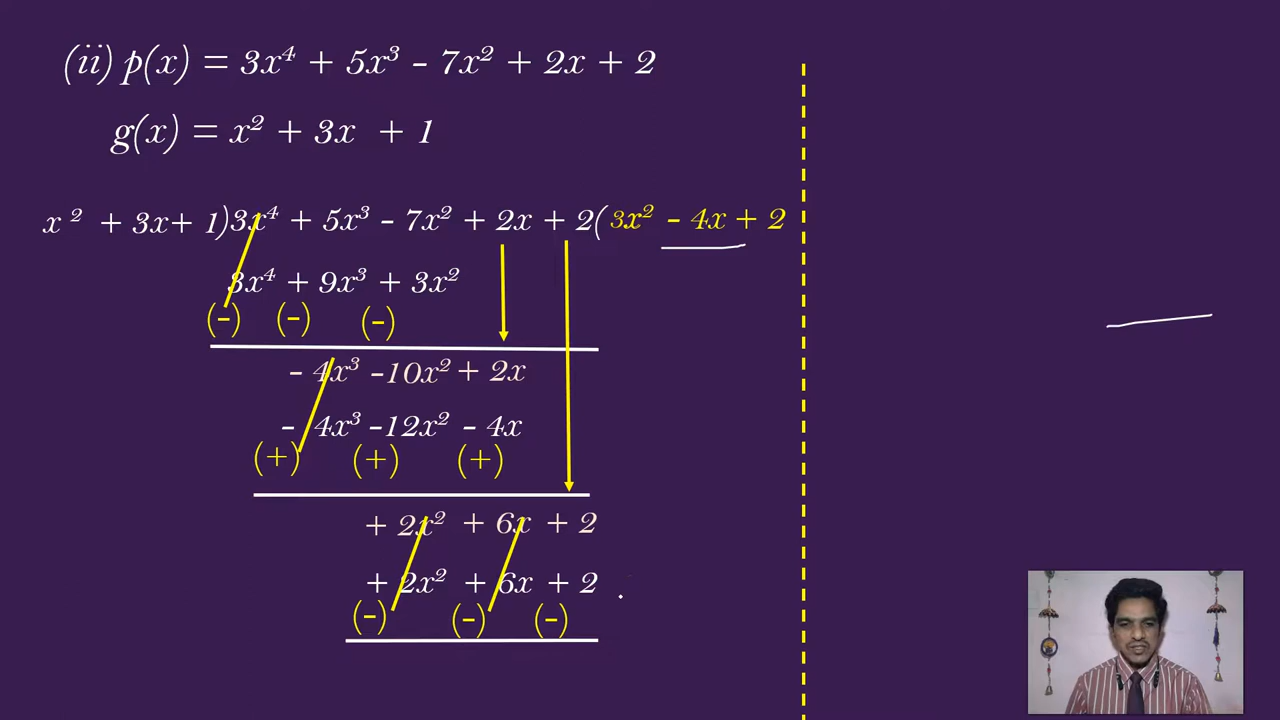 (ii) p(x) = 3x⁴ + 5x³ - 7x² + 2x + 2
g(x) = x² + 3x + 1
x² + 3x+ 1)3x⁴ + 5x³ - 7x² + 2x + 2(3x² - 4x + 2
3x⁴ + 9x³ + 3x²
(-) (-) (-)
- 4x³ -10x² + 2x
- 4x³ -12x² - 4x
(+) (+) (+)
+ 2x² + 6x + 2
+ 2x² + 6x + 2
(-) (-) (-)